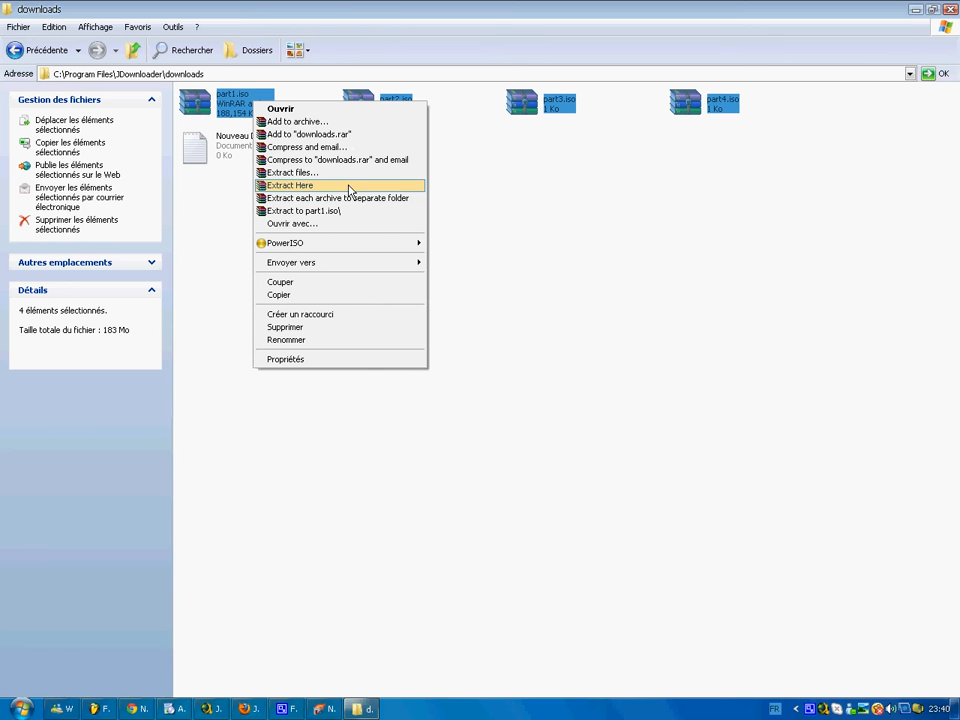 downloads
Fichier Edition Affichage Favoris Outils ?
Précédente Rechercher Dossiers
Adresse C:\Program Files\JDownloader\downloads OK
Gestion des fichiers
Déplacer les éléments
sélectionnés
Copier les éléments
sélectionnés
Publie les éléments
sélectionnés sur le Web
Envoyer les éléments
sélectionnés par courrier
électronique
Supprimer les éléments
sélectionnés
Autres emplacements
Détails
4 éléments sélectionnés.
Taille totale du fichier : 183 Mo
part1.iso
WinRAR a
188,154 K
part2.iso
part3.iso
1 Ko
part4.iso
1 Ko
Nouveau
Document
0 Ko
Ouvrir
Add to archive...
Add to "downloads.rar"
Compress and email...
Compress to "downloads.rar" and email
Extract files...
Extract Here
Extract each archive to separate folder
Extract to part1.iso\
Ouvrir avec...
PowerISO
Envoyer vers
Couper
Copier
Créer un raccourci
Supprimer
Renommer
Propriétés
W F. N. A. J. J. F. N. d. FR 23:40